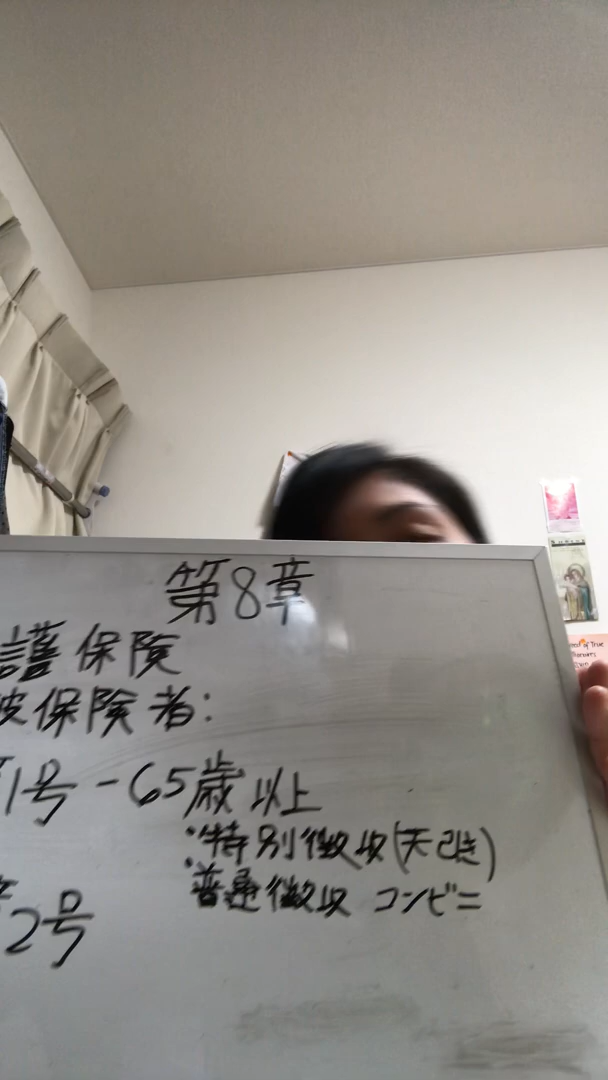 第8章
護保険
被保険者:
1号-65歳以上
・特別徴収(天引き)
普通徴収 コンビニ
2号